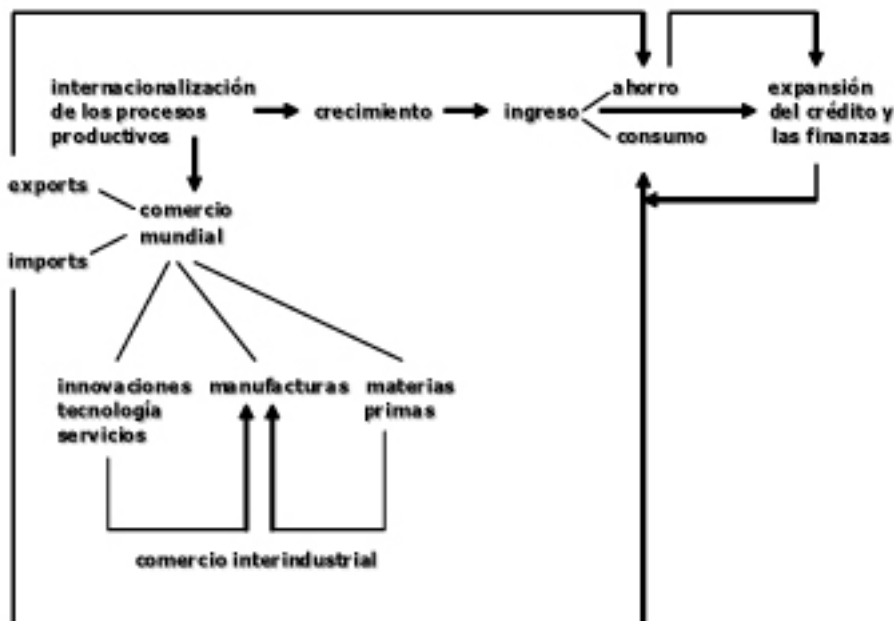 internacionalización
de los procesos
productivos
crecimiento
ingreso
ahorro
consumo
expansión
del crédito y
las finanzas
exports
imports
comercio
mundial
innovaciones
tecnología
servicios
manufacturas
materias
primas
comercio interindustrial